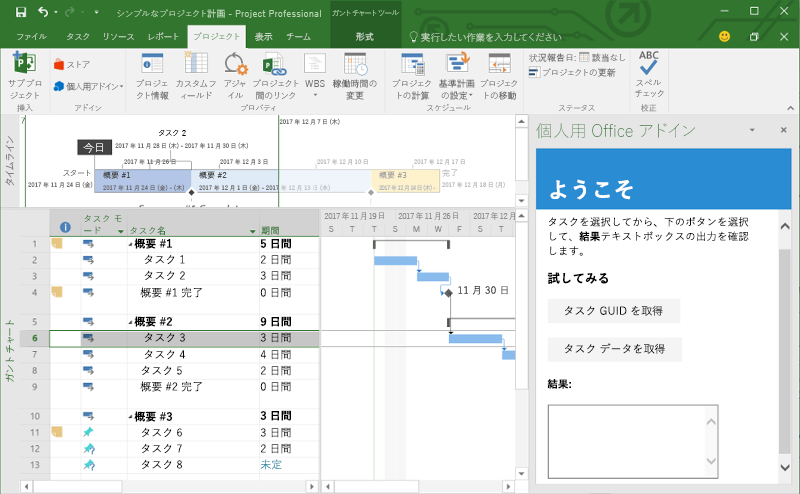 シンプルなプロジェクト計画 - Project Professional
ガントチャート ツール
ファイル タスク リソース レポート プロジェクト 表示 チーム 書式 実行したい作業を入力してください
サブプロジェクト
ストア
個人用アドイン
プロジェクト情報
カスタム フィールド
アジャイル
プロジェクト間のリンク
WBS
稼働時間の変更
プロジェクトの計算
基準計画の設定
プロジェクトの移動
状況報告日: 該当なし
プロジェクトの更新
ABC
スペル チェック
挿入 アドイン プロパティ スケジュール ステータス 校正
タイムライン
2017 年 12 月 7 日 (木)
タスク 2
2017 年 11 月 28 日 (木) - 2017 年 11 月 30 日 (木)
今日
2017 年 11 月 26 日 2017 年 12 月 3 日 2017 年 12 月 10 日 2017 年 12 月 17 日
スタート
2017 年 11 月 24 日 (金)
概要 #1
2017 年 11 月 24 日 (金) - (木)
概要 #2
2017 年 12 月 1 日 (金) - 2017 年 12 月 13 日 (水)
概要 #3
完了
2017 年 12 月 18 日 (月)
ガント チャート
タスク モード タスク名 期間
2017 年 11 月 19 日 2017 年 11 月 26 日 2017 年 12 月
S T M W F S T
1 概要 #1 5 日間
2 タスク 1 2 日間
3 タスク 2 3 日間
4 概要 #1 完了 0 日間
11 月 30 日
5 概要 #2 9 日間
6 タスク 3 3 日間
7 タスク 4 4 日間
8 タスク 5 2 日間
9 概要 #2 完了 0 日間
10 概要 #3 3 日間
11 タスク 6 3 日間
12 タスク 7 2 日間
13 タスク 8 未定
個人用 Office アドイン
ようこそ
タスクを選択してから、下のボタンを選択
して、結果テキストボックスの出力を確認
します。
試してみる
タスク GUID を取得
タスク データを取得
結果: